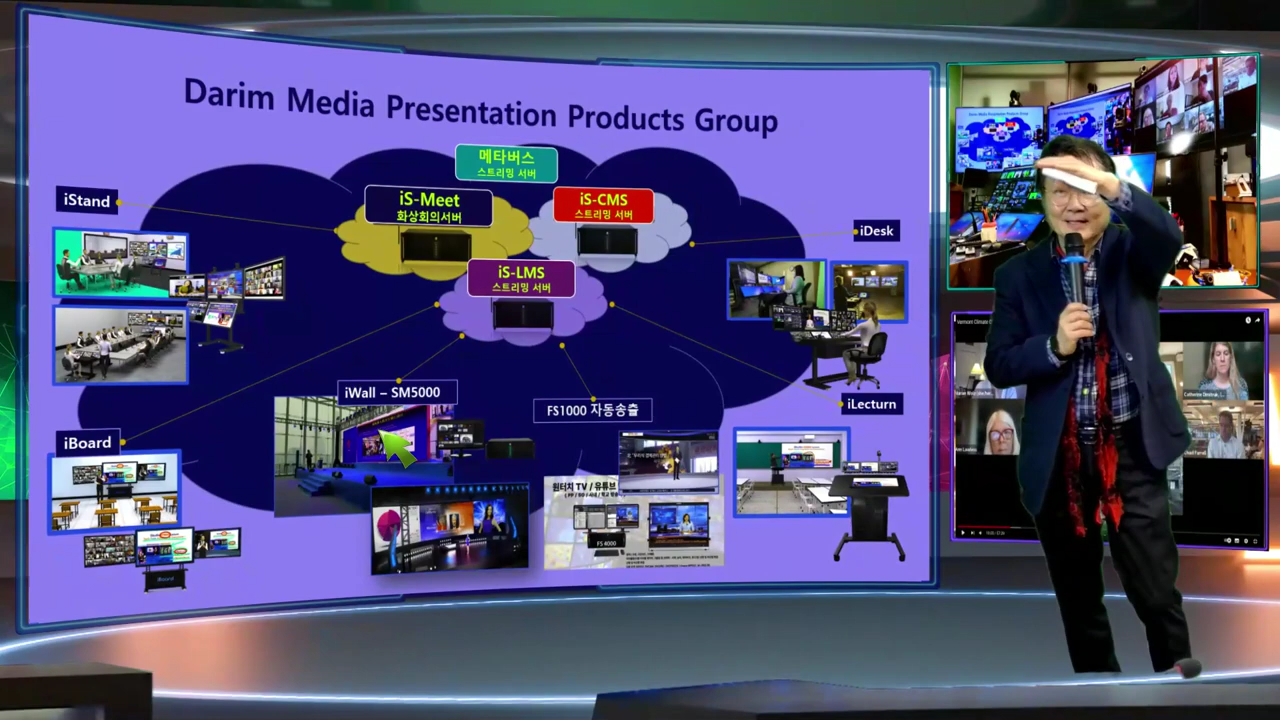 Darim Media Presentation Products Group
메타버스
스트리밍 서버
iS-Meet
화상회의서버
iS-CMS
스트리밍 서버
iS-LMS
스트리밍 서버
iStand
iDesk
iWall – SM5000
FS1000 자동송출
iLecturn
iBoard
원터치 TV / 유튜브
FS 4000
iBoard
Vermont Climate